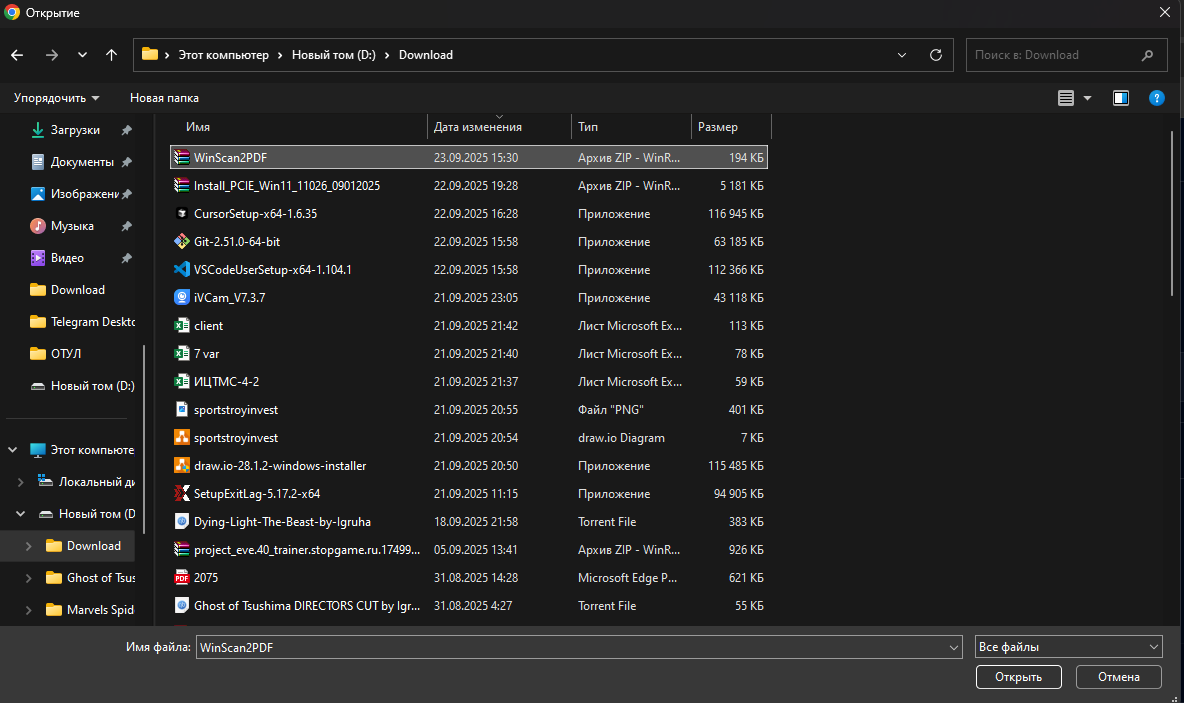 Открытие
Этот компьютер > Новый том (D:) > Download
Поиск в: Download
Упорядочить
Новая папка
Загрузки
Документы
Изображени
Музыка
Видео
Download
Telegram Deskto
ОТУЛ
Новый том (D:)
Этот компьюте
Локальный ди
Новый том (D
Download
Ghost of Tsus
Marvels Spid
Имя Дата изменения Тип Размер
WinScan2PDF 23.09.2025 15:30 Архив ZIP - WinR... 194 КБ
Install_PCIE_Win11_11026_09012025 22.09.2025 19:28 Архив ZIP - WinR... 5 181 КБ
CursorSetup-x64-1.6.35 22.09.2025 16:28 Приложение 116 945 КБ
Git-2.51.0-64-bit 22.09.2025 15:58 Приложение 63 185 КБ
VSCodeUserSetup-x64-1.104.1 22.09.2025 15:58 Приложение 112 366 КБ
iVCam_V7.3.7 21.09.2025 23:05 Приложение 43 118 КБ
client 21.09.2025 21:42 Лист Microsoft Ex... 113 КБ
7 var 21.09.2025 21:40 Лист Microsoft Ex... 78 КБ
ИЦТМС-4-2 21.09.2025 21:37 Лист Microsoft Ex... 59 КБ
sportstroyinvest 21.09.2025 20:55 Файл "PNG" 401 КБ
sportstroyinvest 21.09.2025 20:54 draw.io Diagram 7 КБ
draw.io-28.1.2-windows-installer 21.09.2025 20:50 Приложение 115 485 КБ
SetupExitLag-5.17.2-x64 21.09.2025 11:15 Приложение 94 905 КБ
Dying-Light-The-Beast-by-Igruha 18.09.2025 21:58 Torrent File 383 КБ
project_eve.40_trainer.stopgame.ru.17499... 05.09.2025 13:41 Архив ZIP - WinR... 926 КБ
2075 31.08.2025 14:28 Microsoft Edge P... 621 КБ
Ghost of Tsushima DIRECTORS CUT by Igr... 31.08.2025 4:27 Torrent File 55 КБ
Имя файла: WinScan2PDF
Все файлы
Открыть
Отмена